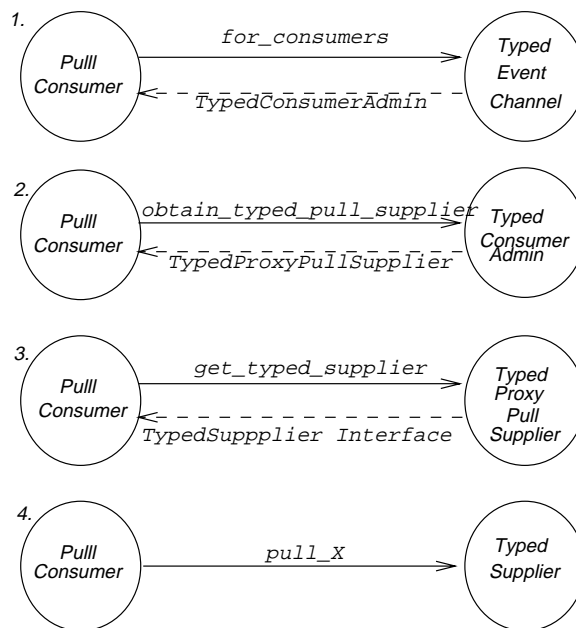 1.
Pulll
Consumer
for_consumers
TypedConsumerAdmin
Typed
Event
Channel
2.
Pulll
Consumer
obtain_typed_pull_supplier
TypedProxyPullSupplier
Typed
Consumer
Admin
3.
Pulll
Consumer
get_typed_supplier
TypedSuppplier Interface
Typed
Proxy
Pull
Supplier
4.
Pulll
Consumer
pull_X
Typed
Supplier